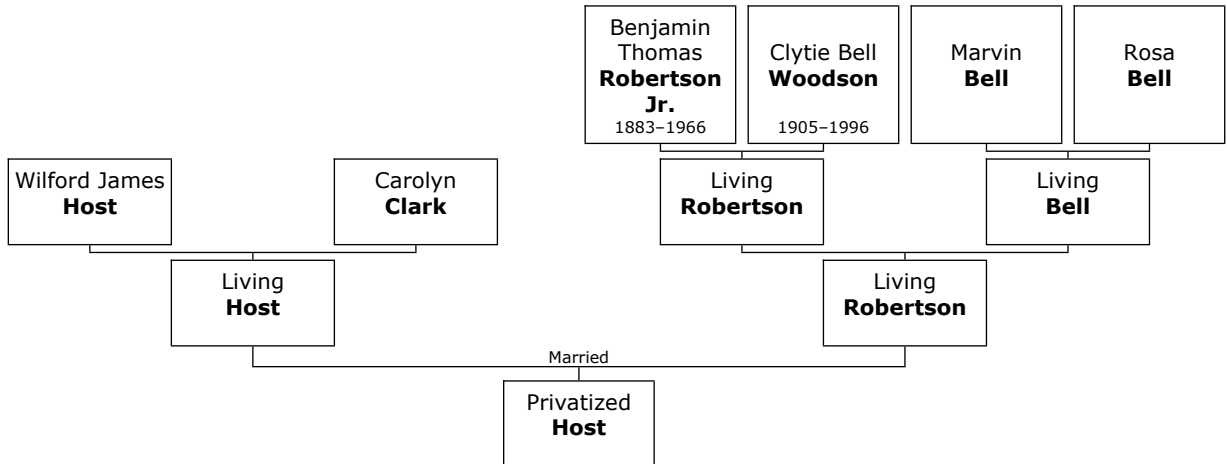 Benjamin
Thomas
Robertson
Jr.
1883–1966
Clytie Bell
Woodson
1905–1996
Marvin
Bell
Rosa
Bell
Wilford James
Host
Carolyn
Clark
Living
Robertson
Living
Bell
Living
Host
Living
Robertson
Married
Privatized
Host